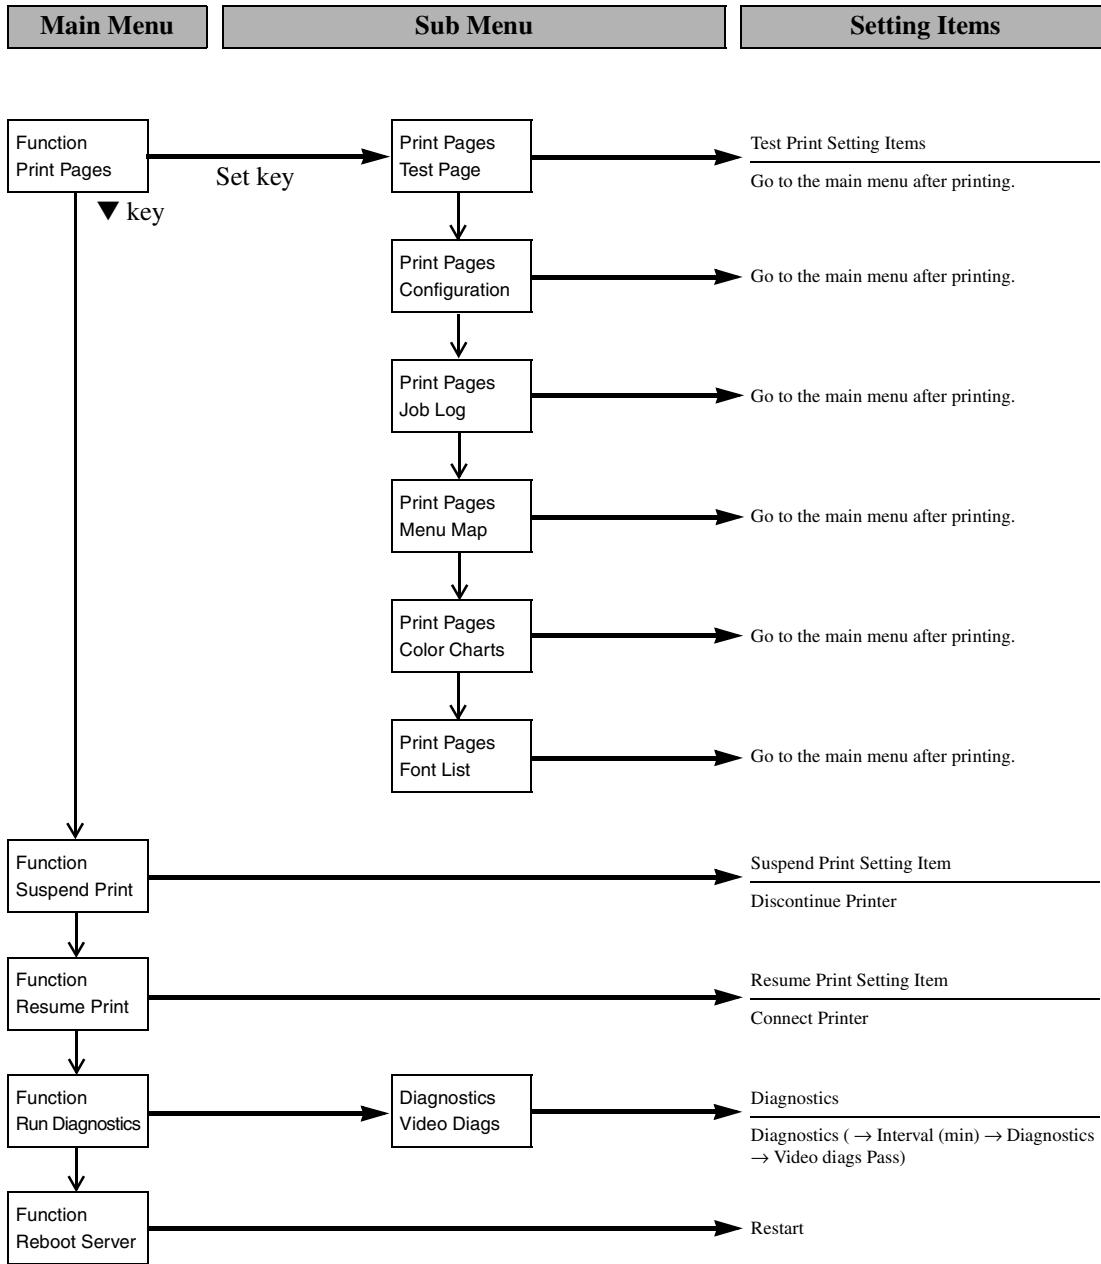 Main Menu
Sub Menu
Setting Items
Function
Print Pages
Set key
▼ key
Print Pages
Test Page
Test Print Setting Items
Go to the main menu after printing.
Print Pages
Configuration
Go to the main menu after printing.
Print Pages
Job Log
Go to the main menu after printing.
Print Pages
Menu Map
Go to the main menu after printing.
Print Pages
Color Charts
Go to the main menu after printing.
Print Pages
Font List
Go to the main menu after printing.
Function
Suspend Print
Suspend Print Setting Item
Discontinue Printer
Function
Resume Print
Resume Print Setting Item
Connect Printer
Function
Run Diagnostics
Diagnostics
Video Diags
Diagnostics
Diagnostics ( → Interval (min) → Diagnostics
→ Video diags Pass)
Function
Reboot Server
Restart